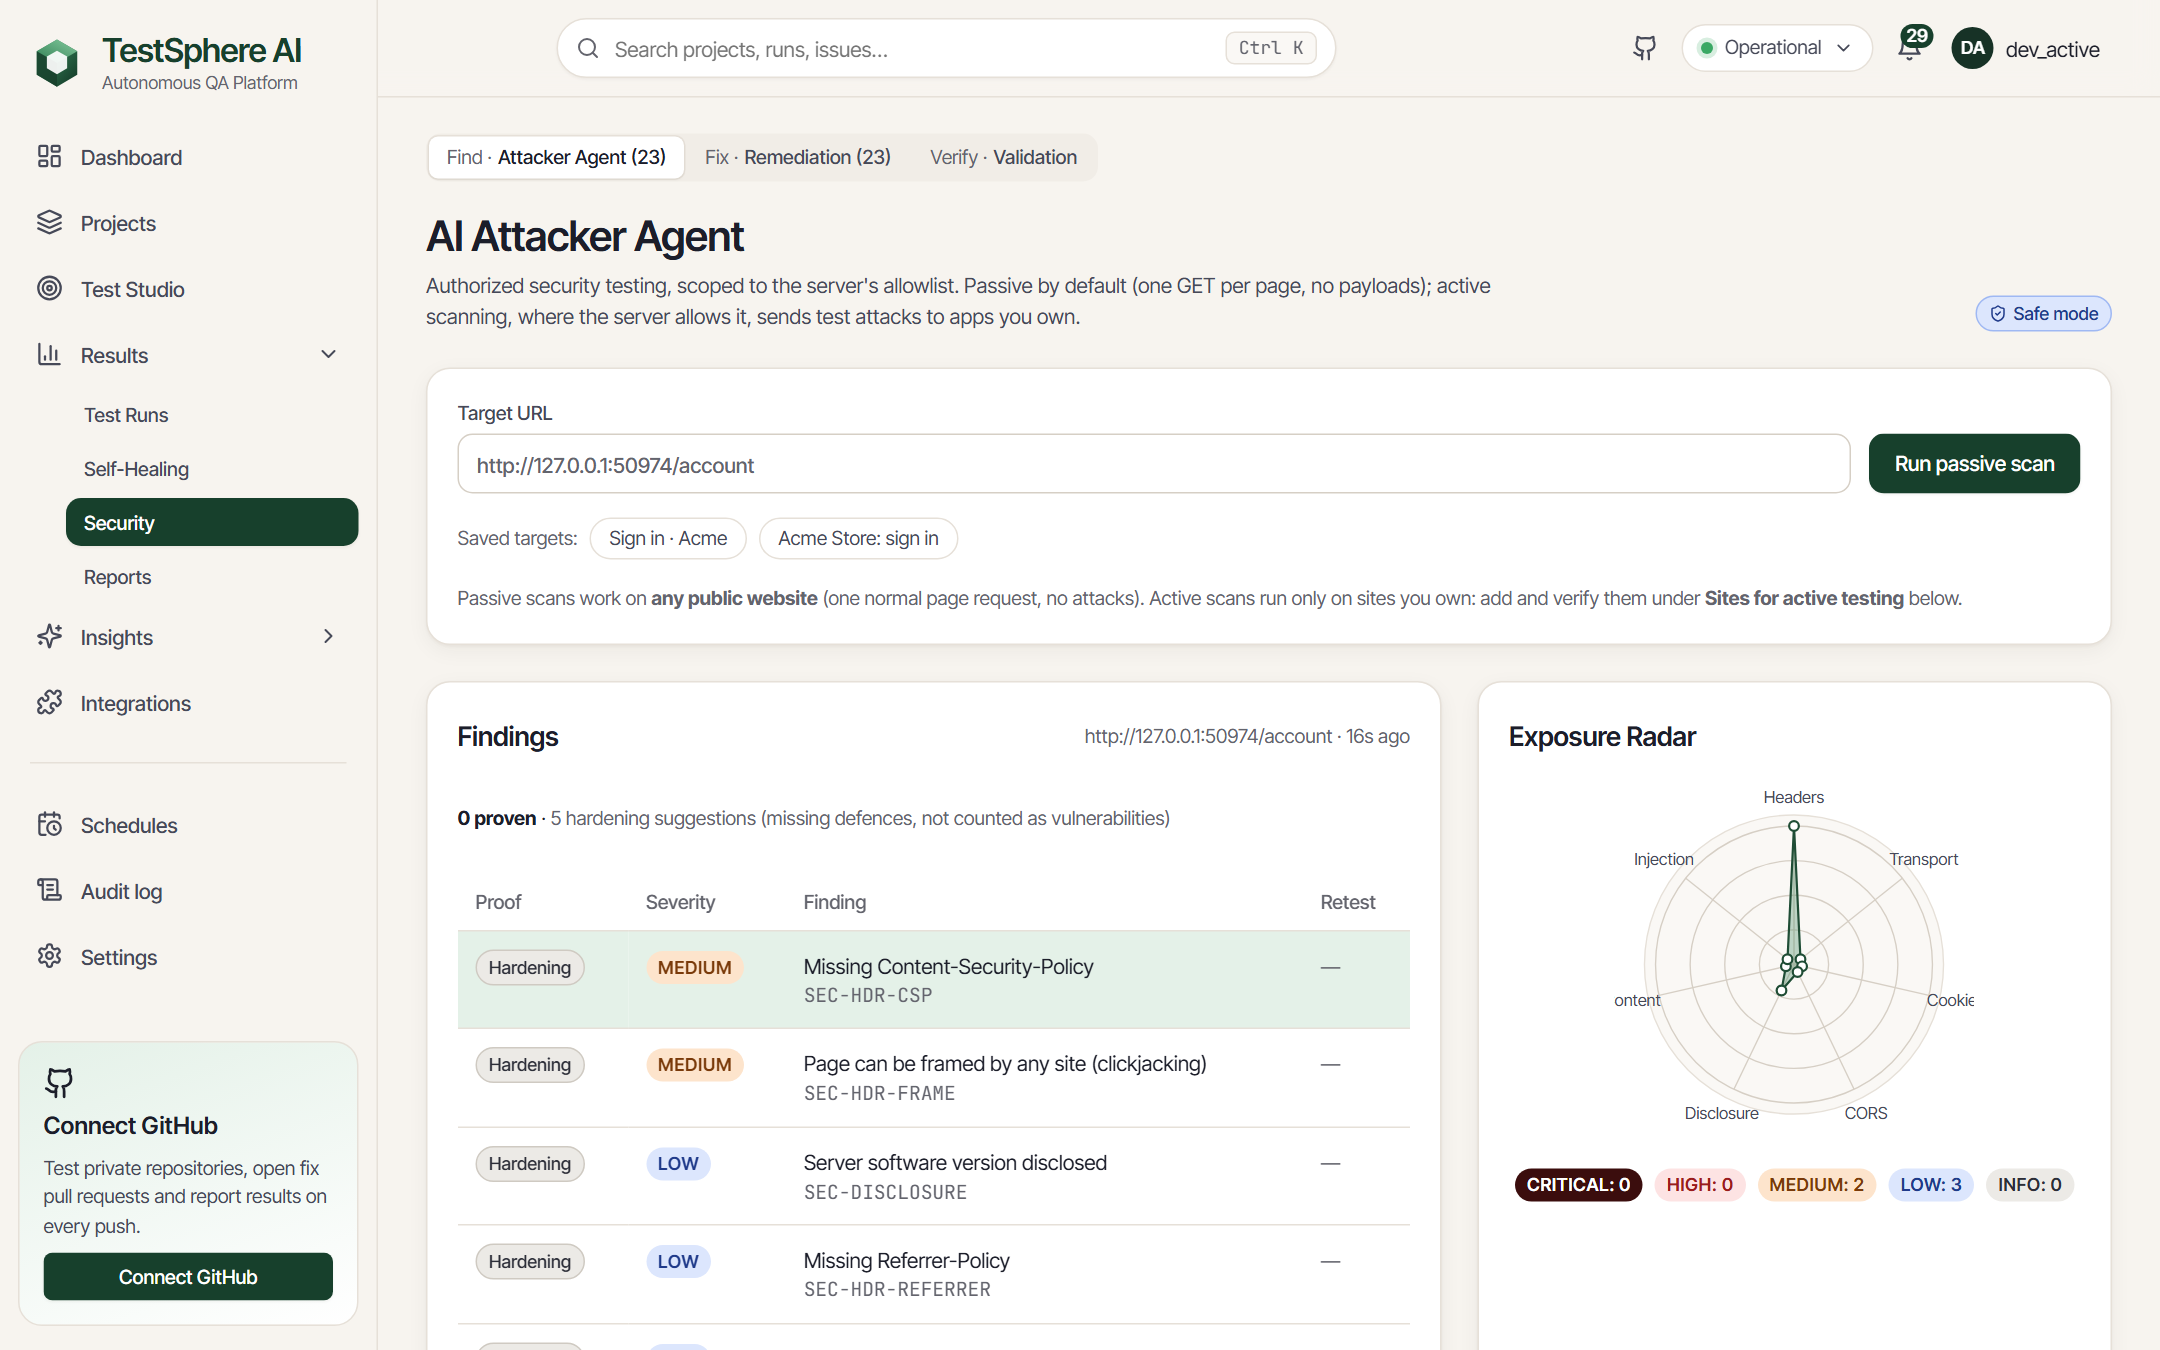 TestSphere AI
Autonomous QA Platform
Search projects, runs, issues...
Ctrl K
Operational
29
DA
dev_active
Dashboard
Projects
Test Studio
Results
Test Runs
Self-Healing
Security
Reports
Insights
Integrations
Schedules
Audit log
Settings
Connect GitHub
Test private repositories, open fix
pull requests and report results on
every push.
Connect GitHub
Find · Attacker Agent (23)
Fix · Remediation (23)
Verify · Validation
AI Attacker Agent
Authorized security testing, scoped to the server's allowlist. Passive by default (one GET per page, no payloads); active
scanning, where the server allows it, sends test attacks to apps you own.
Safe mode
Target URL
http://127.0.0.1:50974/account
Run passive scan
Saved targets:
Sign in · Acme
Acme Store: sign in
Passive scans work on any public website (one normal page request, no attacks). Active scans run only on sites you own: add and verify them under Sites for active testing below.
Findings
http://127.0.0.1:50974/account · 16s ago
0 proven · 5 hardening suggestions (missing defences, not counted as vulnerabilities)
Proof Severity Finding Retest
Hardening MEDIUM Missing Content-Security-Policy —
SEC-HDR-CSP
Hardening MEDIUM Page can be framed by any site (clickjacking) —
SEC-HDR-FRAME
Hardening LOW Server software version disclosed —
SEC-DISCLOSURE
Hardening LOW Missing Referrer-Policy —
SEC-HDR-REFERRER
Exposure Radar
Headers
Injection
Transport
ontent
Cookie
Disclosure
CORS
CRITICAL: 0
HIGH: 0
MEDIUM: 2
LOW: 3
INFO: 0